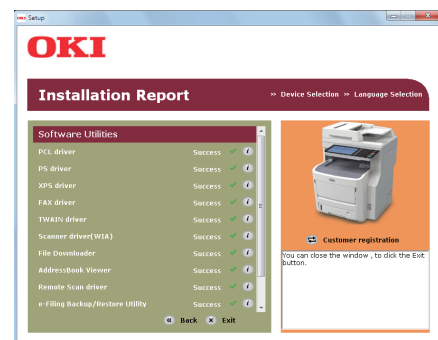 Setup
OKI
Installation Report
» Device Selection » Language Selection
Software Utilities
PCL driver Success
PS driver Success
XPS driver Success
FAX driver Success
TWAIN driver Success
Scanner driver(WIA) Success
File Downloader Success
AddressBook Viewer Success
Remote Scan driver Success
e-Filing Backup/Restore Utility Success
Back Exit
Customer registration
You can close the window , to click the Exit
button.